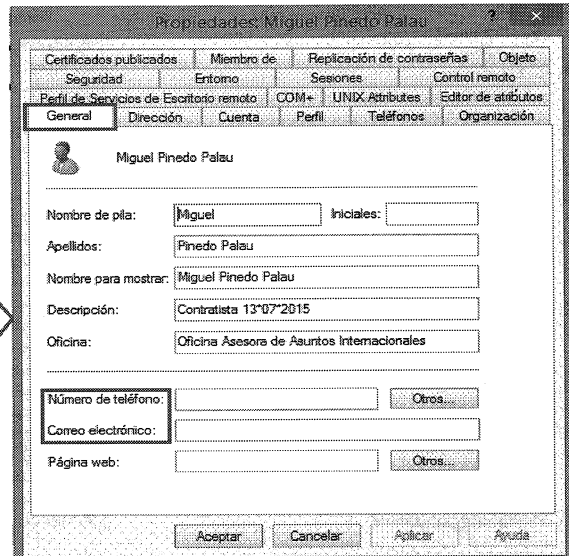 Propiedades: Miguel Pinedo Palau ? ×
Certificados publicados Miembro de Replicación de contraseñas Objeto
Seguridad Entorno Sesiones Control remoto
Perfil de Servicios de Escritorio remoto COM+ UNIX Attributes Editor de atributos
General Dirección Cuenta Perfil Teléfonos Organización
Miguel Pinedo Palau
Nombre de pila: Miguel Iniciales:
Apellidos: Pinedo Palau
Nombre para mostrar: Miguel Pinedo Palau
Descripción: Contratista 13*07*2015
Oficina: Oficina Asesora de Asuntos Internacionales
Número de teléfono: Otros...
Correo electrónico:
Página web: Otros...
Aceptar Cancelar Aplicar Ayuda